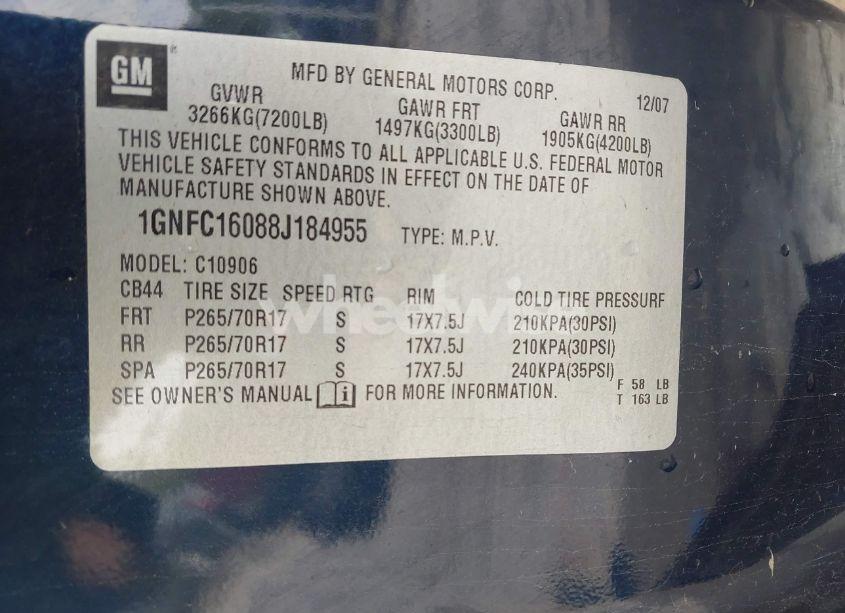 GM ®
MFD BY GENERAL MOTORS CORP. 12/07
GVWR GAWR FRT GAWR RR
3266KG(7200LB) 1497KG(3300LB) 1905KG(4200LB)
THIS VEHICLE CONFORMS TO ALL APPLICABLE U.S. FEDERAL MOTOR
VEHICLE SAFETY STANDARDS IN EFFECT ON THE DATE OF
MANUFACTURE SHOWN ABOVE.
1GNFC16088J184955 TYPE: M.P.V.
MODEL: C10906
CB44 TIRE SIZE SPEED RTG RIM COLD TIRE PRESSURE
FRT P265/70R17 S 17X7.5J 210KPA(30PSI)
RR P265/70R17 S 17X7.5J 210KPA(30PSI)
SPA P265/70R17 S 17X7.5J 240KPA(35PSI)
F 58 LB
SEE OWNER'S MANUAL i FOR MORE INFORMATION.
T 163 LB